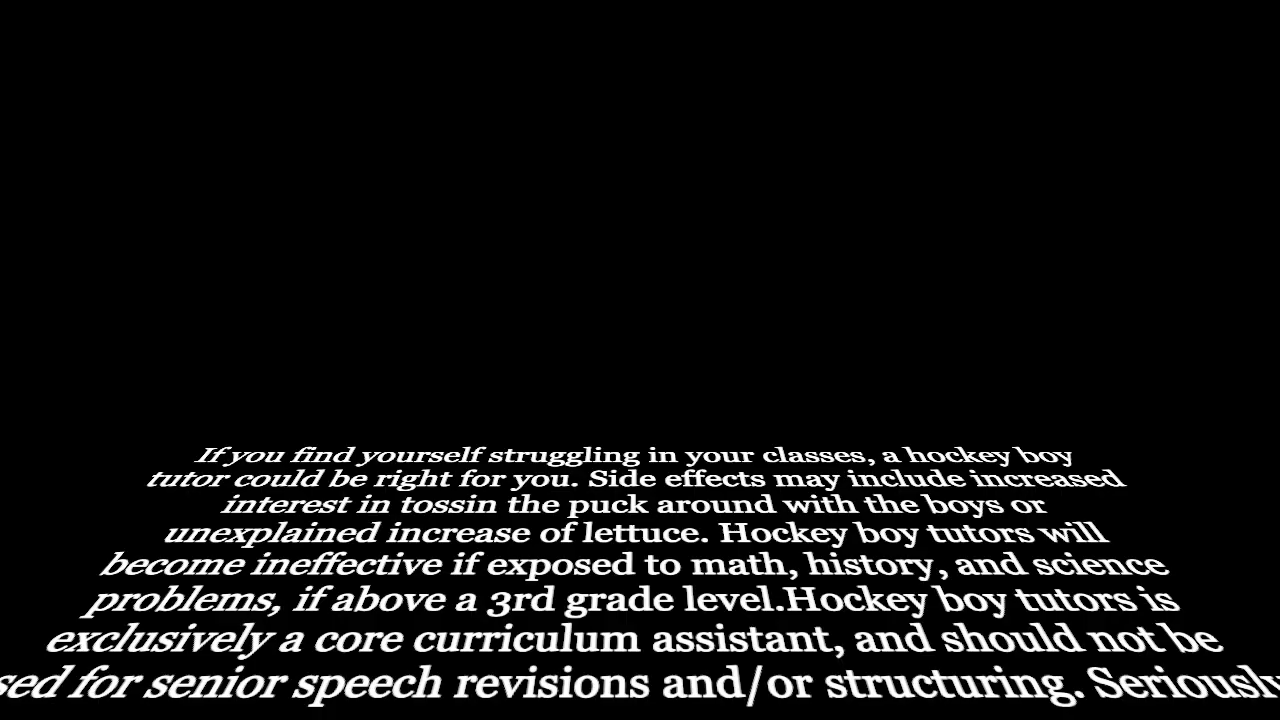 If you find yourself struggling in your classes, a hockey boy
tutor could be right for you. Side effects may include increased
interest in tossin the puck around with the boys or
unexplained increase of lettuce. Hockey boy tutors will
become ineffective if exposed to math, history, and science
problems, if above a 3rd grade level.Hockey boy tutors is
exclusively a core curriculum assistant, and should not be
for senior speech revisions and/or structuring. Seriously